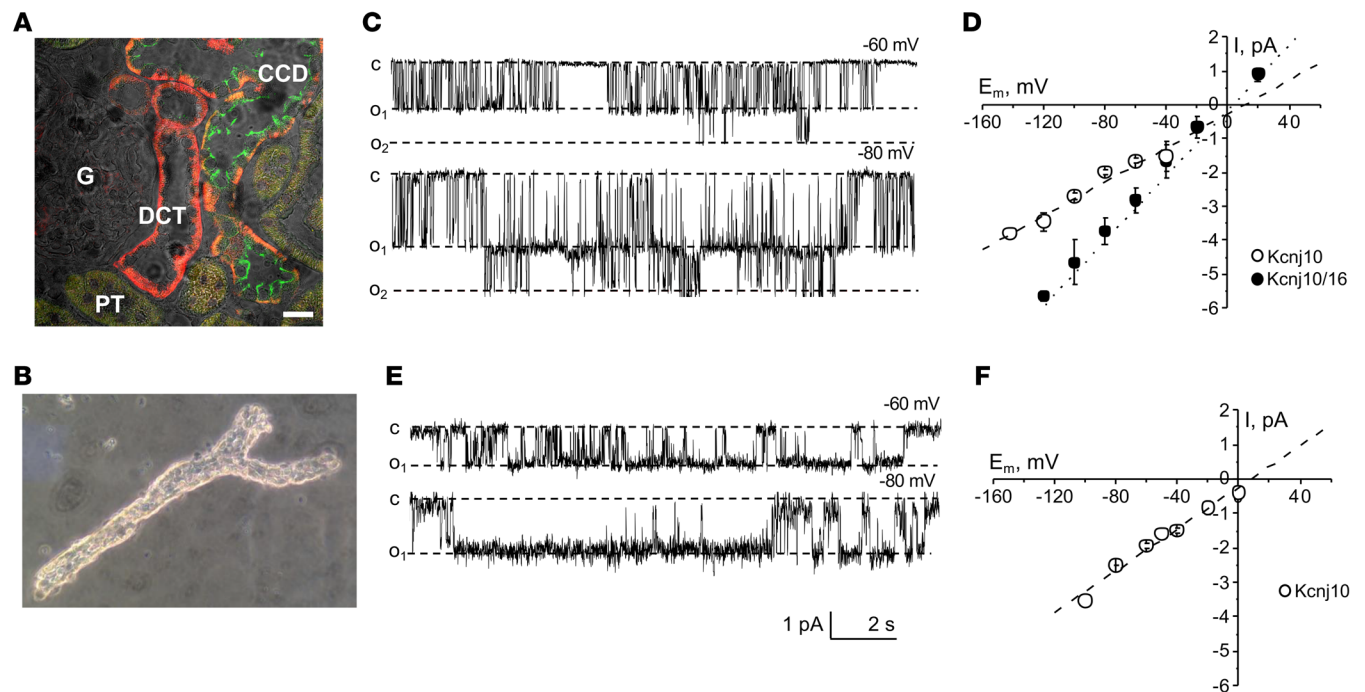 A
CCD
G
DCT
PT
B
C
-60 mV
C
O₁
O₂
-80 mV
C
O₁
O₂
D
2
I, pA
1
Eₘ, mV
0
-160 -120 -80 -40 0 40
-1
-2
-3
-4
-5
-6
Kcnj10
Kcnj10/16
E
-60 mV
C
O₁
-80 mV
C
O₁
1 pA
2 s
F
2
I, pA
1
Eₘ, mV
0
-160 -120 -80 -40 0 40
-1
-2
-3
-4
-5
-6
Kcnj10